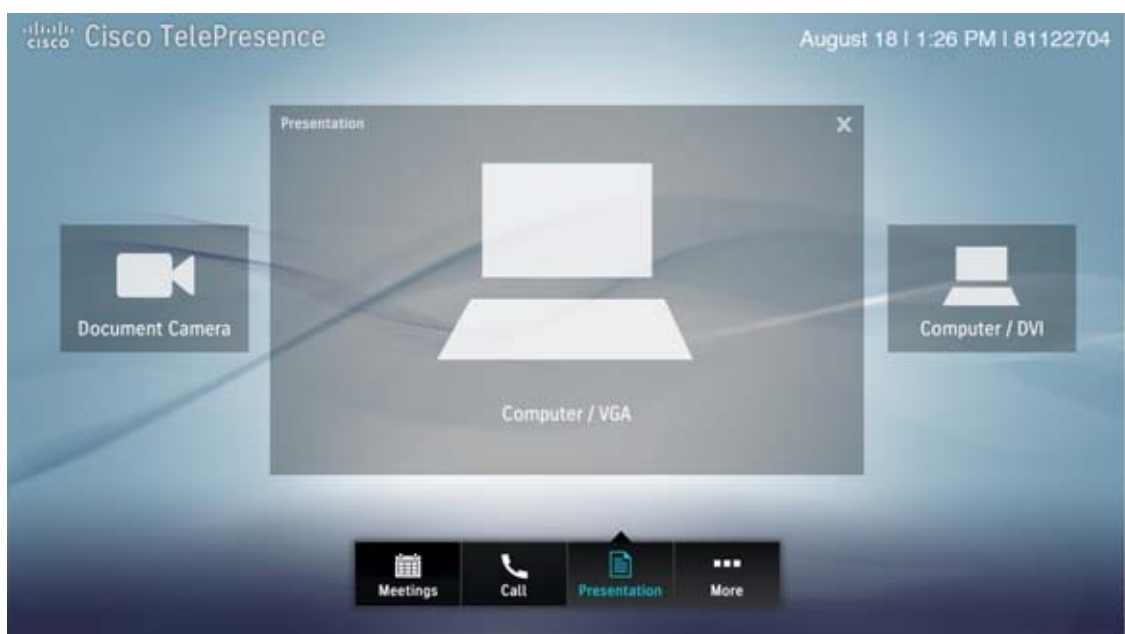 cisco Cisco TelePresence
August 18 | 1:26 PM | 81122704
Presentation X
Document Camera
Computer / VGA
Computer / DVI
Meetings
Call
Presentation
More